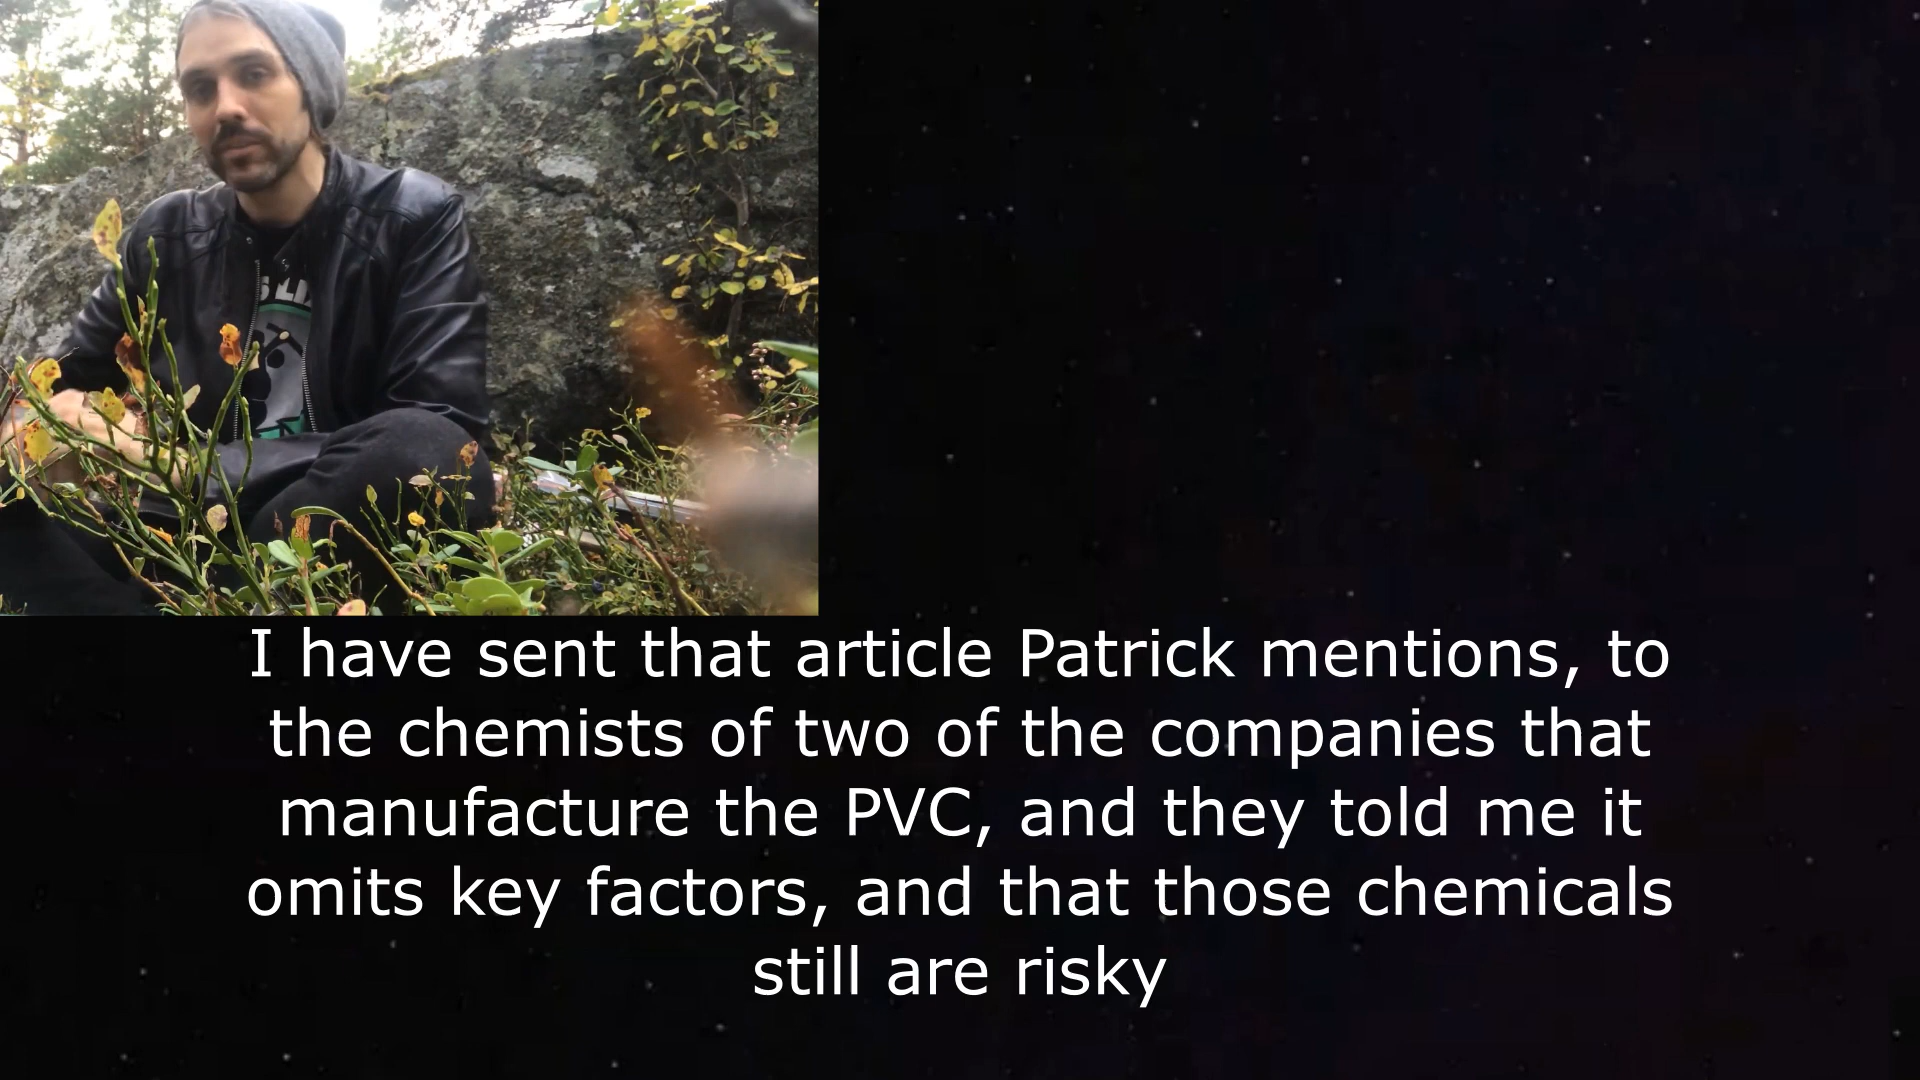 I have sent that article Patrick mentions, to
the chemists of two of the companies that
manufacture the PVC, and they told me it
omits key factors, and that those chemicals
still are risky